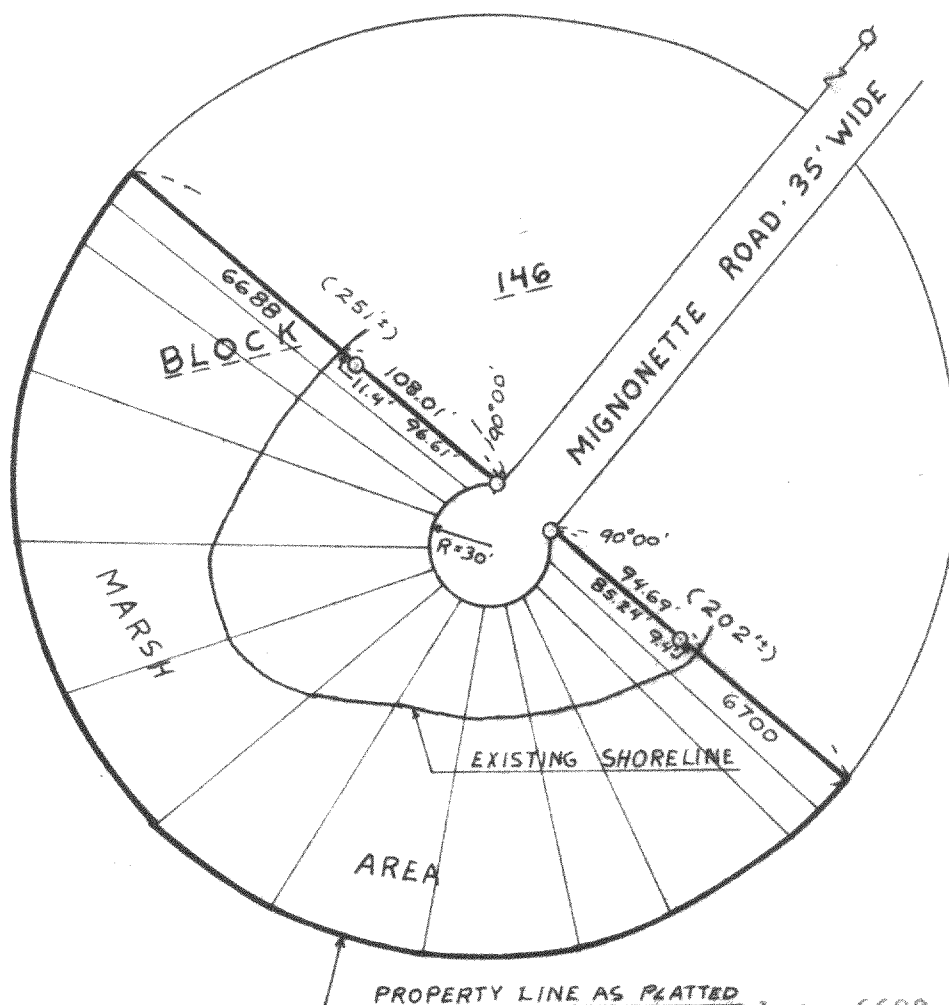 MIGNONETTE ROAD · 35' WIDE
146
(251'±)
6688
BLOCK
108.01'
11.4' 96.61'
90°00'
R=30'
90°00'
94.69'
85.24' 9.45'
(202'±)
6700
MARSH
EXISTING SHORELINE
AREA
PROPERTY LINE AS PLATTED